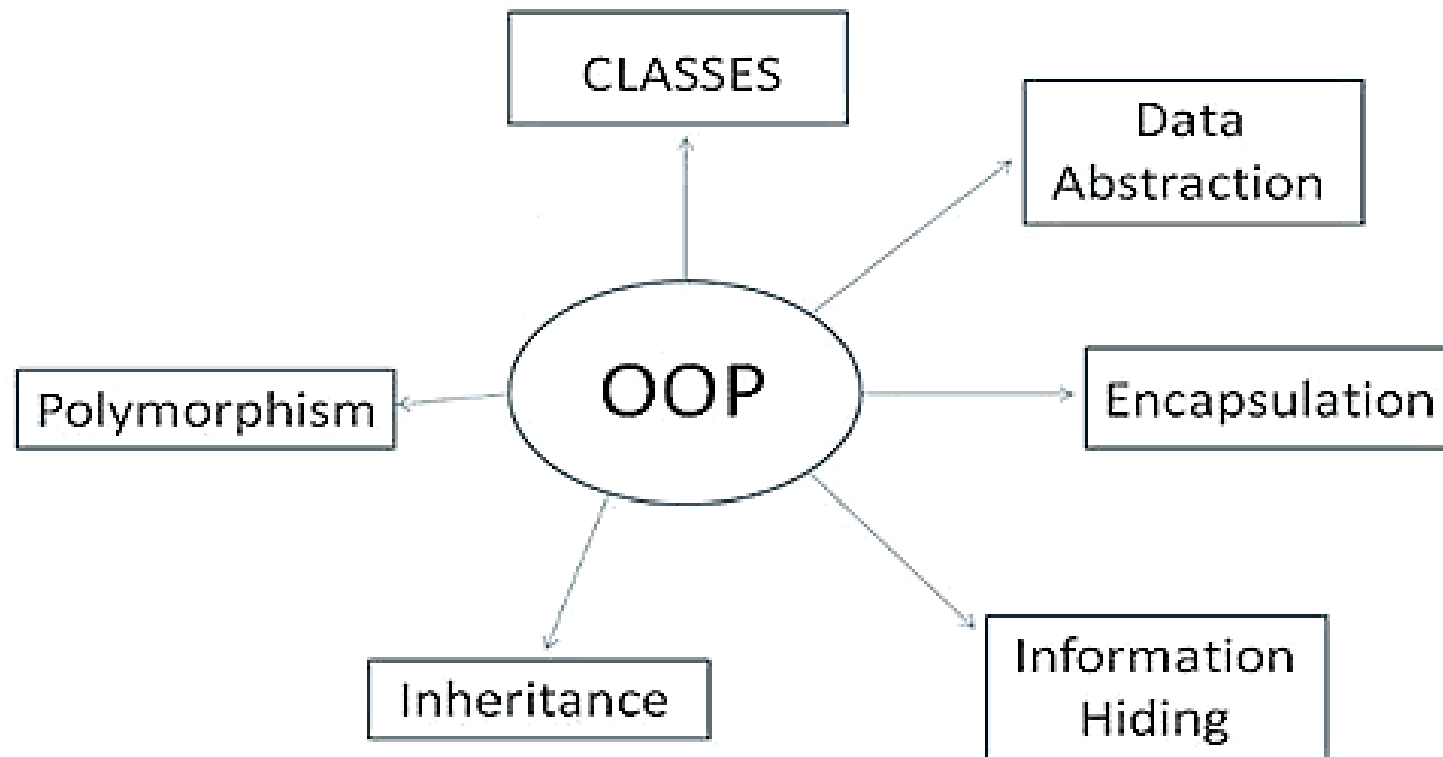 CLASSES
Data
Abstraction
OOP
Polymorphism
Encapsulation
Inheritance
Information
Hiding